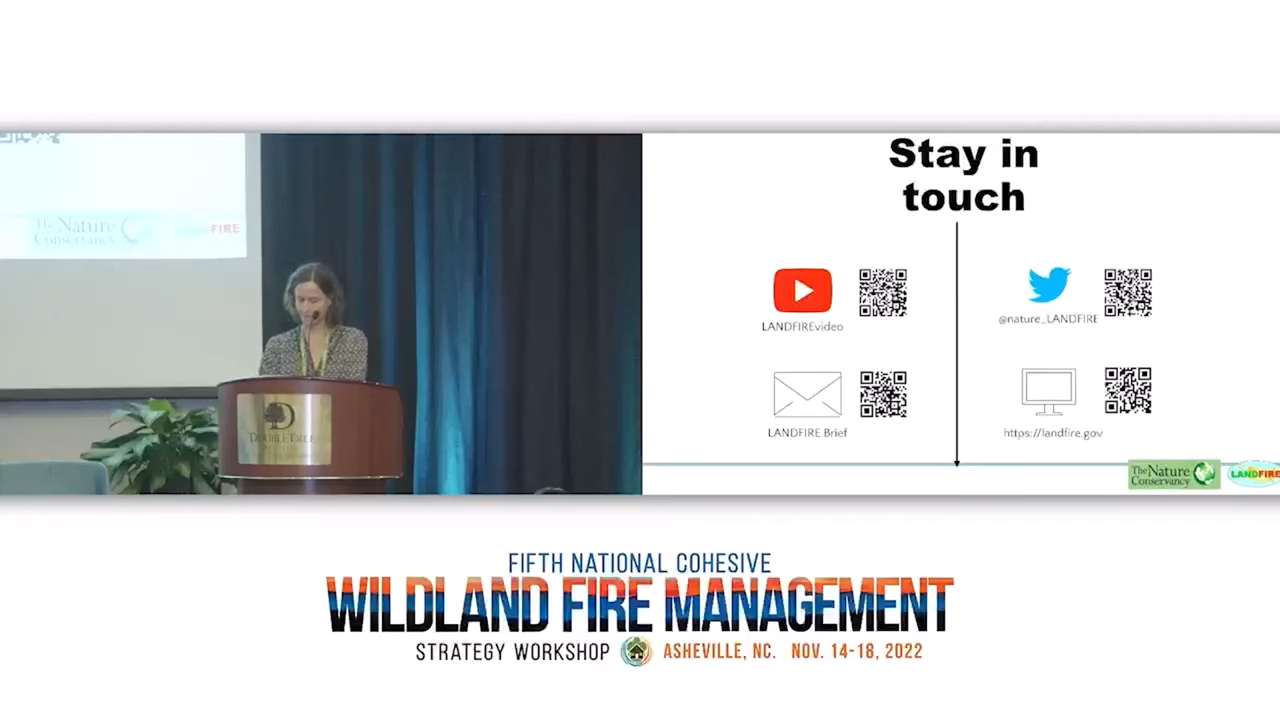 The Nature
Conservancy
FIRE
DOUBLETREE
Stay in
touch
LANDFIREvideo
@nature_LANDFIRE
LANDFIRE Brief
https://landfire.gov
The Nature
Conservancy
LANDFIRE
FIFTH NATIONAL COHESIVE
WILDLAND FIRE MANAGEMENT
STRATEGY WORKSHOP
ASHEVILLE, NC. NOV. 14-18, 2022